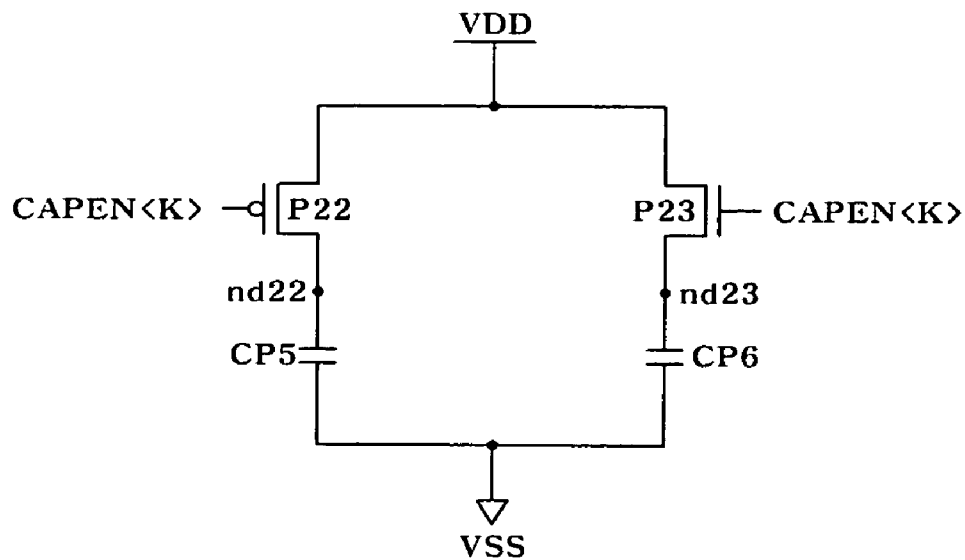 VDD
CAPEN<K>
P22
P23
CAPEN<K>
nd22
nd23
CP5
CP6
VSS